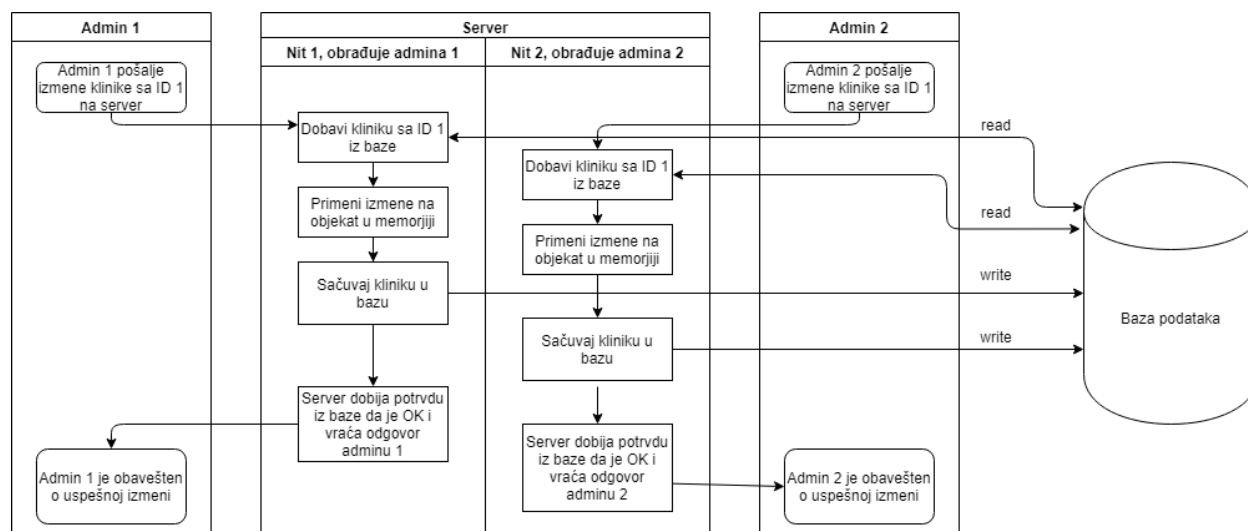 Admin 1
Server
Admin 2
Nit 1, obrađuje admina 1
Nit 2, obrađuje admina 2
Admin 1 pošalje
izmene klinike sa ID 1
na server
Admin 2 pošalje
izmene klinike sa ID 1
na server
Dobavi kliniku sa ID 1
iz baze
read
Dobavi kliniku sa ID 1
iz baze
Primeni izmene na
objekat u memorjiji
read
Primeni izmene na
objekat u memorjiji
Sačuvaj kliniku u
bazu
write
Baza podataka
Sačuvaj kliniku u
bazu
write
Server dobija potrvdu
iz baze da je OK i
vraća odgovor
adminu 1
Server dobija potrvdu
iz baze da je OK i
vraća odgovor
adminu 2
Admin 1 je obavešten
o uspešnoj izmeni
Admin 2 je obavešten
o uspešnoj izmeni